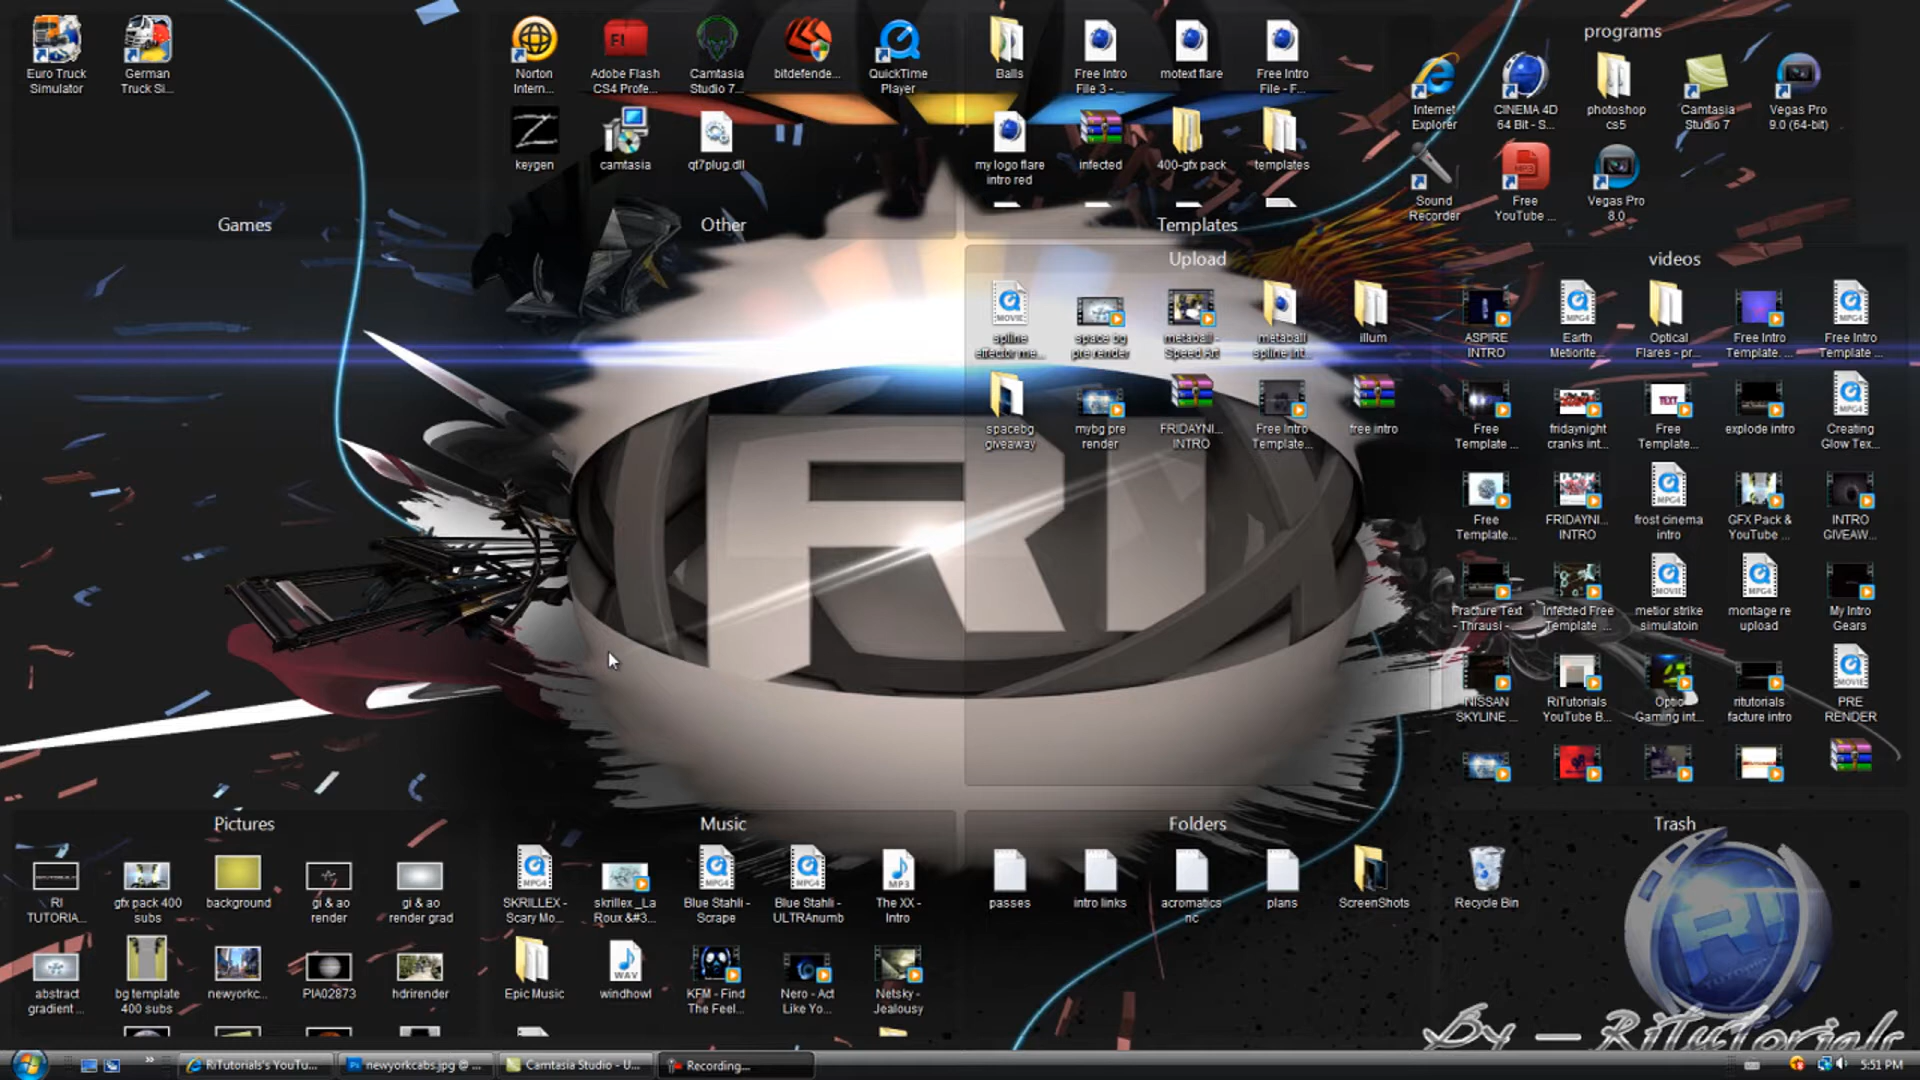 Euro Truck
Simulator
German
Truck Si...
Games
Norton
Intern...
Adobe Flash
CS4 Profe...
Camtasia
Studio 7...
bitdefende...
QuickTime
Player
keygen
camtasia
qt7plug.dll
Other
Balls
Free Intro
File 3 - ...
motext flare
Free Intro
File - F...
my logo flare
intro red
infected
400-gfx pack
templates
Templates
programs
Internet
Explorer
CINEMA 4D
64 Bit - S...
photoshop
cs5
Camtasia
Studio 7
Vegas Pro
9.0 (64-bit)
Sound
Recorder
Free
YouTube ...
Vegas Pro
8.0
Upload
spline
effector me...
space bg
pre render
metaball -
Speed Art
metaball
spline int...
illum
spacebg
giveaway
mybg pre
render
FRIDAYNI...
INTRO
Free Intro
Template...
free intro
videos
ASPIRE
INTRO
Earth
Metiorite...
Optical
Flares - pr...
Free Intro
Template. ...
Free Intro
Template ...
Free
Template ...
fridaynight
cranks int...
Free
Template...
explode intro
Creating
Glow Tex...
Free
Template...
FRIDAYNI...
INTRO
frost cinema
intro
GFX Pack &
YouTube ...
INTRO
GIVEAW...
Fracture Text
- Thrausi - ...
Infected Free
Template ...
metior strike
simulatoin
montage re
upload
My Intro
Gears
NISSAN
SKYLINE ...
RiTutorials
YouTube B...
Optic
Gaming int...
ritutorials
facture intro
PRE
RENDER
RI
Pictures
RI
TUTORIA...
gfx pack 400
subs
background
gi & ao
render
gi & ao
render grad
abstract
gradient ...
bg template
400 subs
newyorkc...
PIA02873
hdrirender
Music
SKRILLEX -
Scary Mo...
skrillex _La
Roux &#3...
Blue Stahli -
Scrape
Blue Stahli -
ULTRAnumb
The XX -
Intro
Epic Music
windhowl
KFM - Find
The Feel...
Nero - Act
Like Yo...
Netsky -
Jealousy
Folders
passes
intro links
acromatics
nc
plans
ScreenShots
Trash
Recycle Bin
By - RiTutorials
RiTutorials's YouTu...
newyorkcabs.jpg @ ...
Camtasia Studio - U...
Recording...
5:51 PM